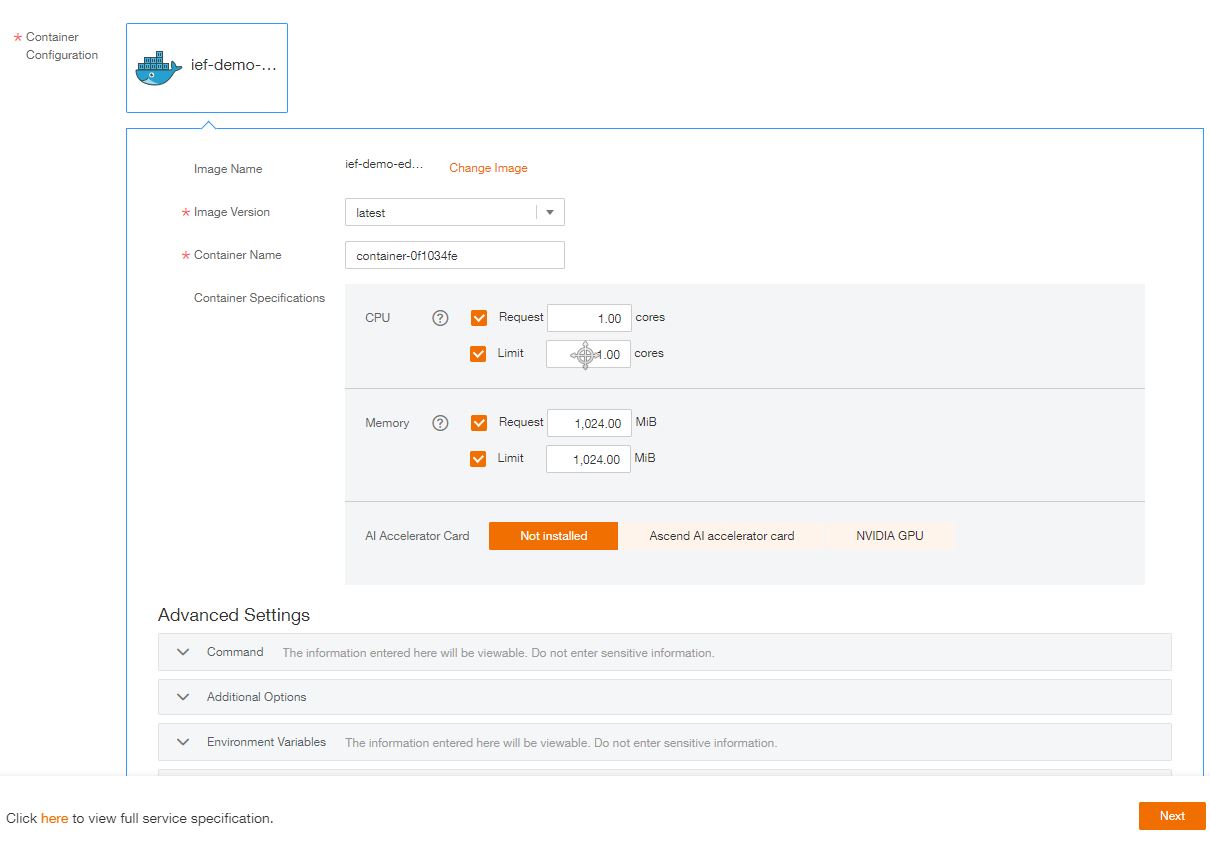 * Container
Configuration
ief-demo-...
Image Name
ief-demo-ed...
Change Image
* Image Version
latest
* Container Name
container-0f1034fe
Container Specifications
CPU ? Request 1.00 cores
Limit 1.00 cores
Memory ? Request 1,024.00 MiB
Limit 1,024.00 MiB
AI Accelerator Card Not installed Ascend AI accelerator card NVIDIA GPU
Advanced Settings
Command The information entered here will be viewable. Do not enter sensitive information.
Additional Options
Environment Variables The information entered here will be viewable. Do not enter sensitive information.
Click here to view full service specification.
Next